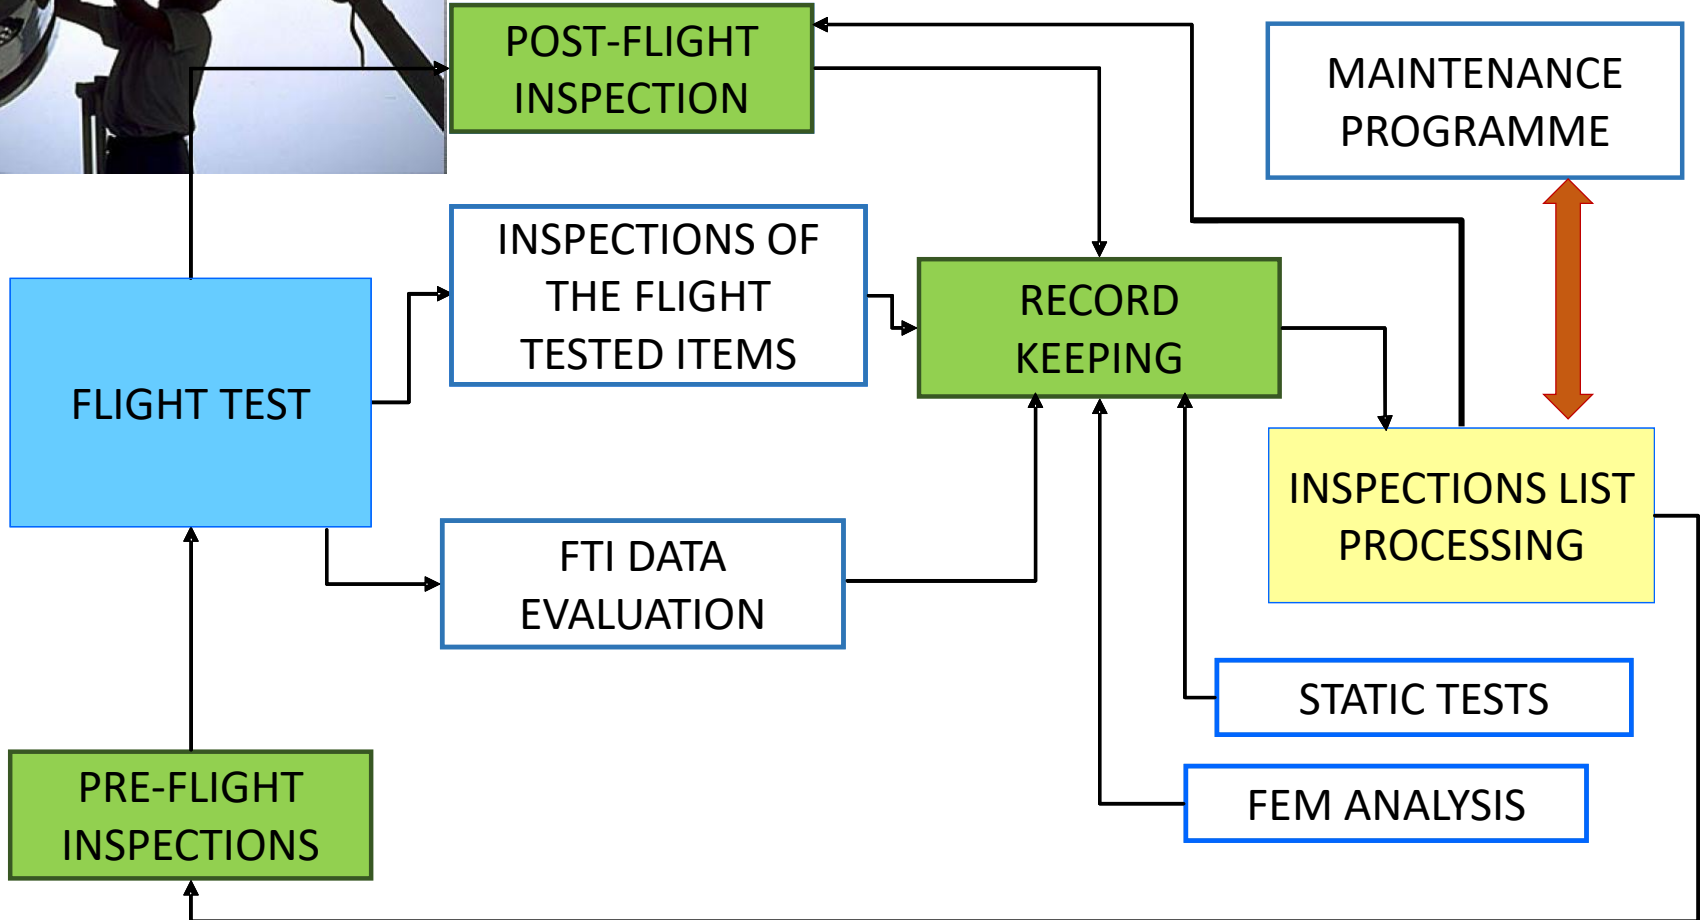 POST-FLIGHT
INSPECTION
MAINTENANCE
PROGRAMME
INSPECTIONS OF
THE FLIGHT
TESTED ITEMS
RECORD
KEEPING
FLIGHT TEST
INSPECTIONS LIST
PROCESSING
FTI DATA
EVALUATION
STATIC TESTS
PRE-FLIGHT
INSPECTIONS
FEM ANALYSIS